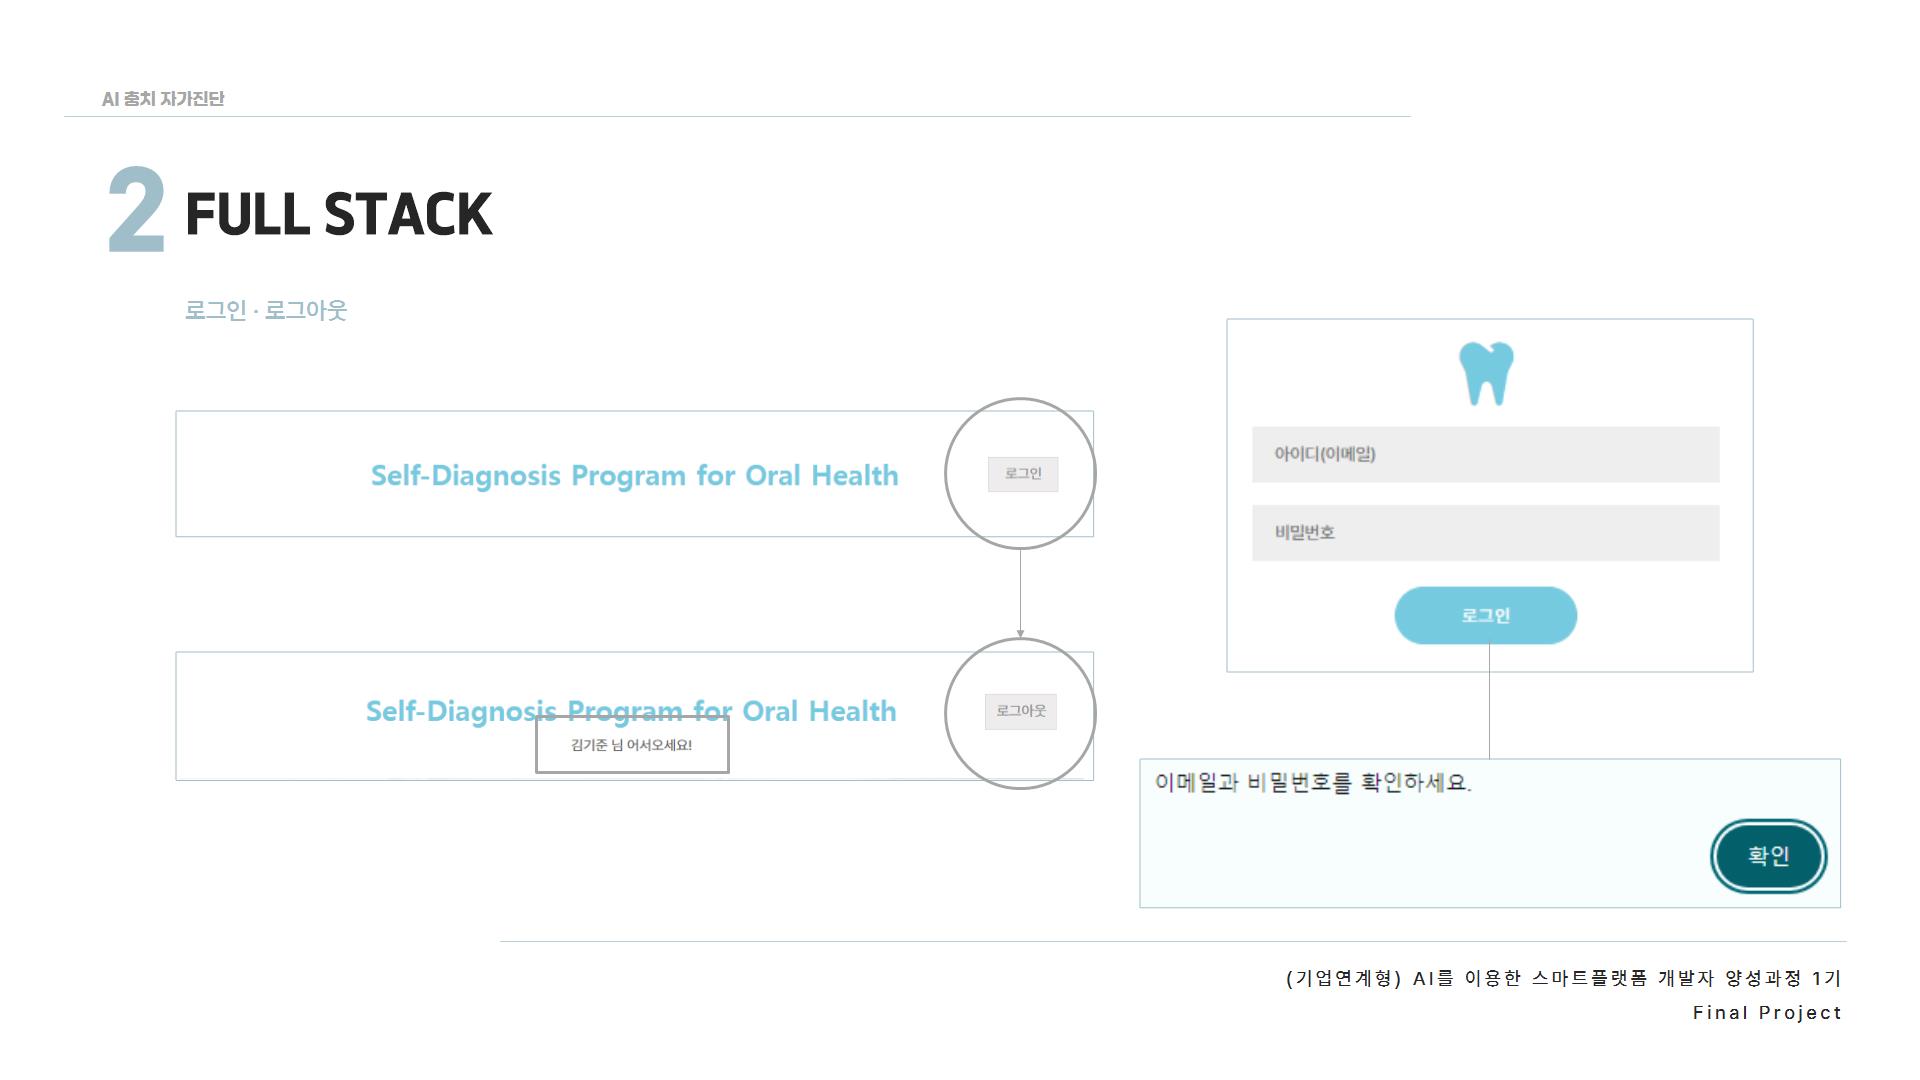 AI 충치 자가진단
2 FULL STACK
로그인 · 로그아웃
Self-Diagnosis Program for Oral Health
로그인
Self-Diagnosis Program for Oral Health
로그아웃
김기준 님 어서오세요!
아이디(이메일)
비밀번호
로그인
이메일과 비밀번호를 확인하세요.
확인
(기업연계형) AI를 이용한 스마트플랫폼 개발자 양성과정 1기
Final Project